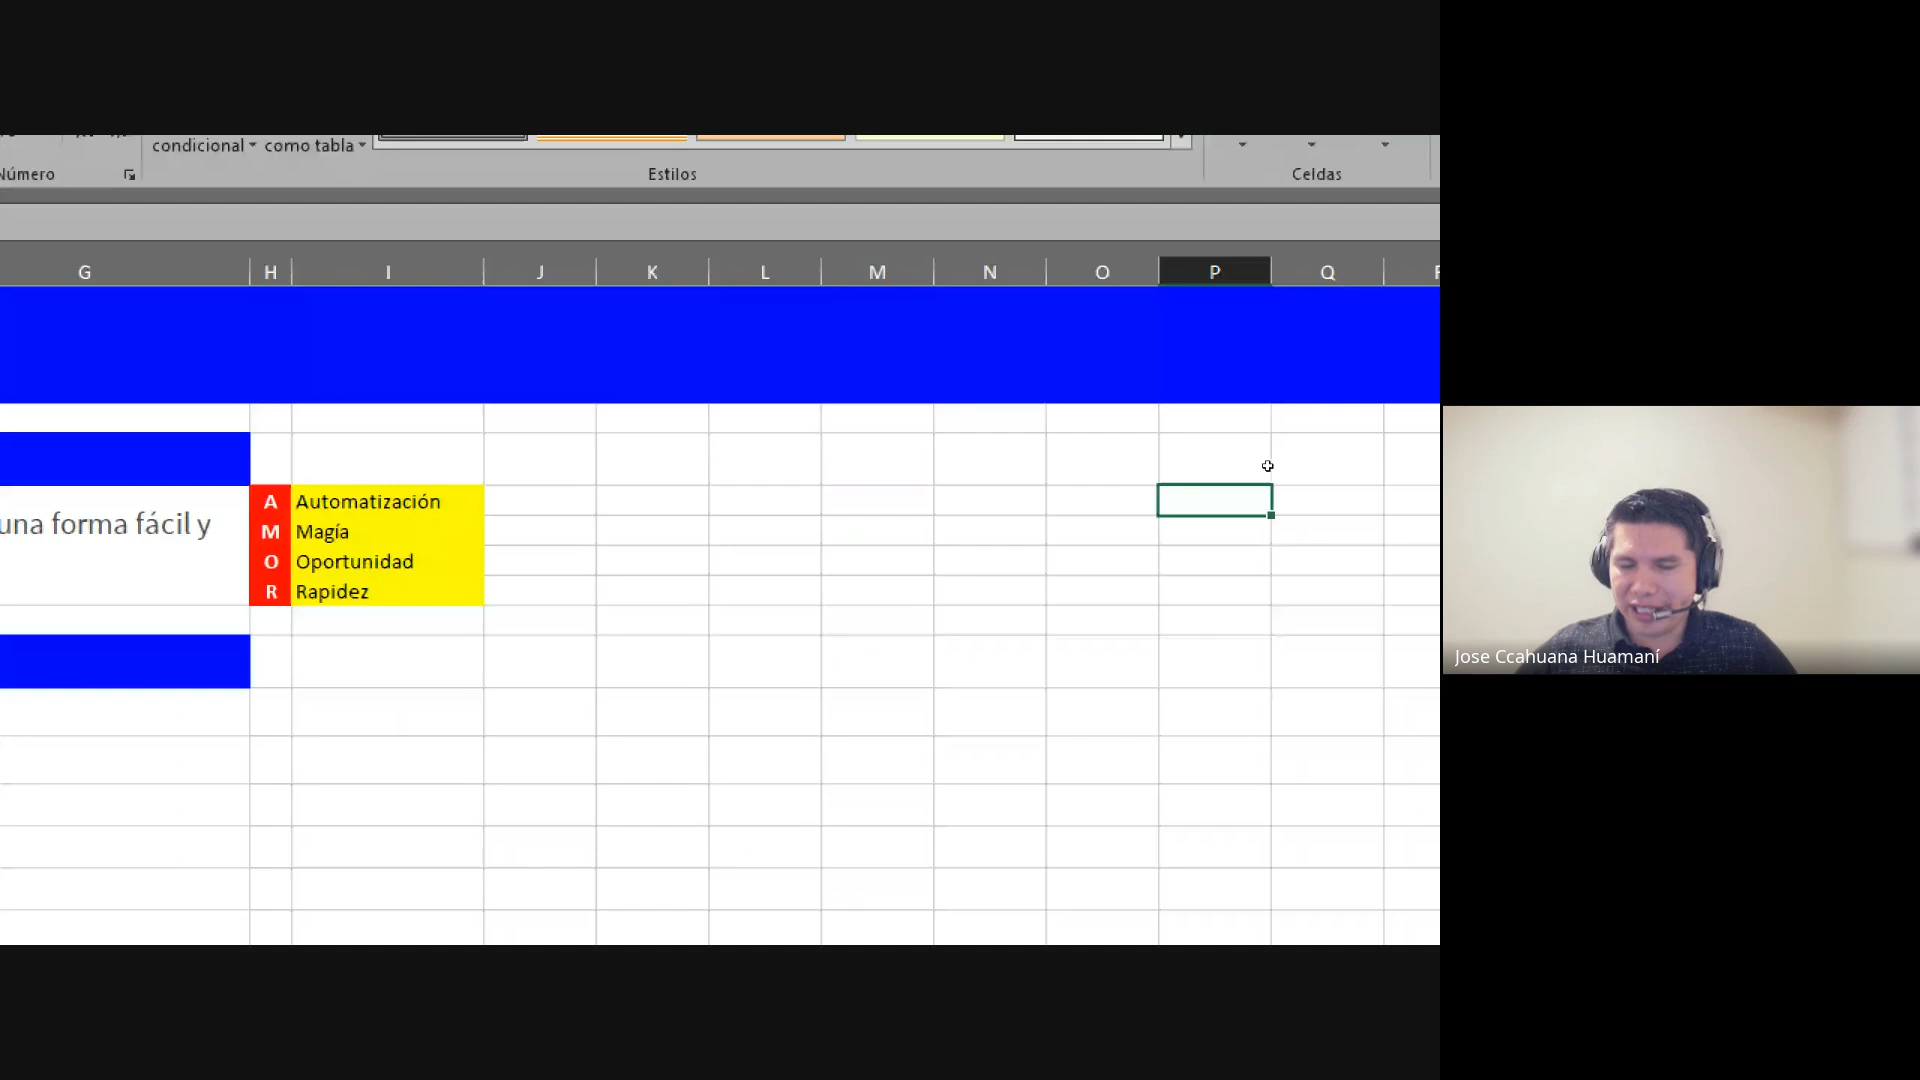 condicional como tabla
Número
Estilos
Celdas
G H I J K L M N O P Q
una forma fácil y
A Automatización
M Magía
O Oportunidad
R Rapidez
Jose Ccahuana Huamaní